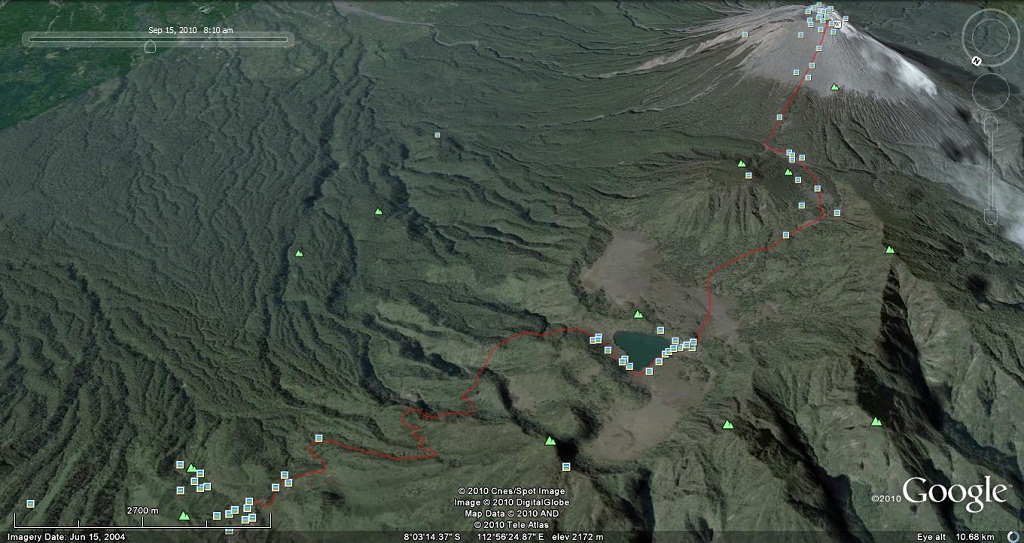 Sep 15, 2010 8:10 am
N
© 2010 Cnes/Spot Image
Image © 2010 DigitalGlobe
Map Data © 2010 AND
© 2010 Tele Atlas
©2010 Google
2700 m
Imagery Date: Jun 15, 2004 8°03'14.37" S 112°56'24.87" E elev 2172 m Eye alt 10.68 km